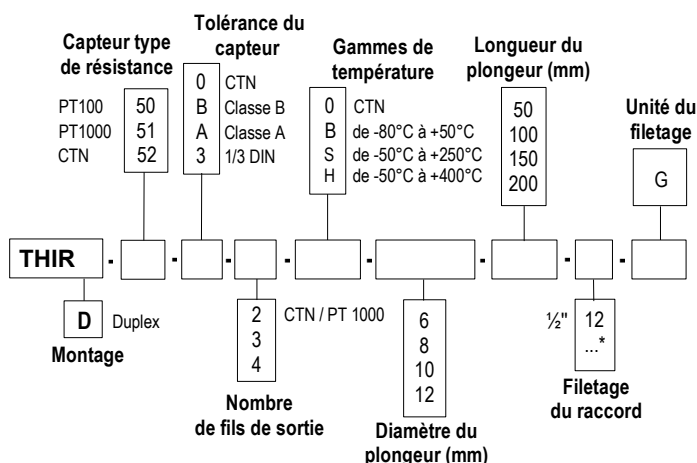 Capteur type
de résistance
PT100 50
PT1000 51
CTN 52
Tolérance du
capteur
0 CTN
B Classe B
A Classe A
3 1/3 DIN
Gammes de
température
0 CTN
B de -80°C à +50°C
S de -50°C à +250°C
H de -50°C à +400°C
Longueur du
plongeur (mm)
50
100
150
200
Unité du
filetage
G
THIR - - - - - - - -
D Duplex
Montage
2 CTN / PT 1000
3
4
Nombre
de fils de sortie
6
8
10
12
Diamètre du
plongeur (mm)
½" 12
...*
Filetage
du raccord